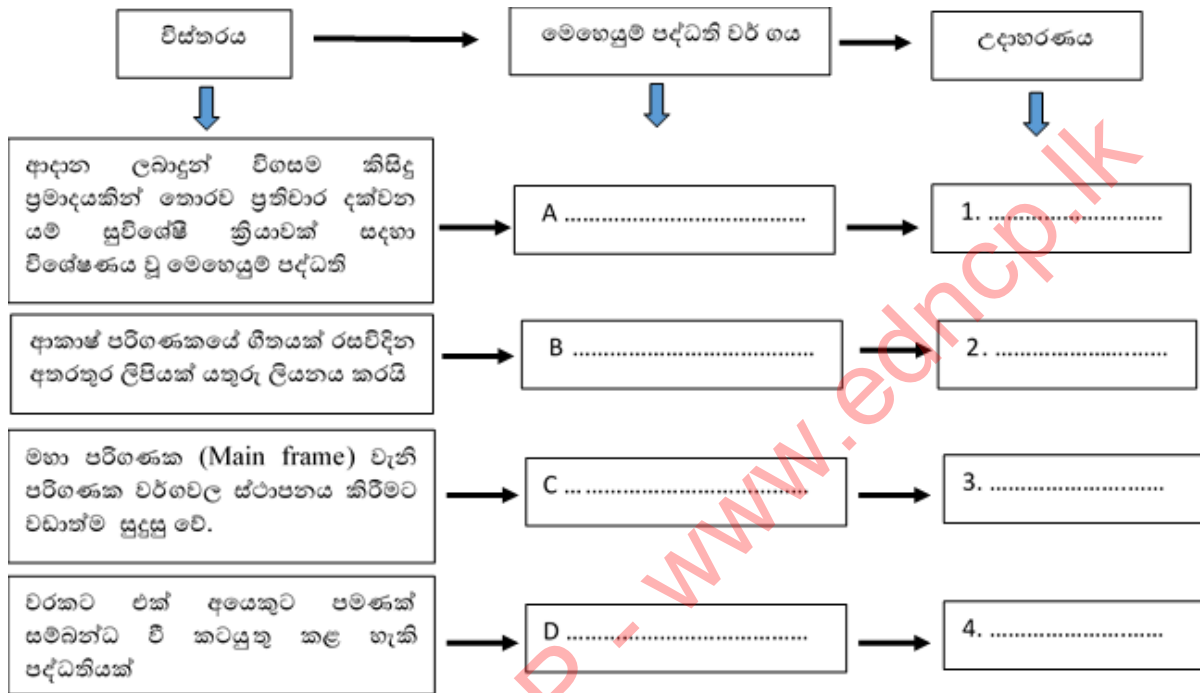 විස්තරය
මෙහෙයුම් පද්ධති වර් ගය
උදාහරණය
ආදාන ලබාදුන් විගසම කිසිදු
ප්‍රමාදයකින් තොරව ප්‍රතිචාර දක්වන
යම් සුවිශේෂී ක්‍රියාවක් සදහා
විශේෂණය වූ මෙහෙයුම් පද්ධති
A ..........................................
1. ..............................
ආකාෂ් පරිගණකයේ ගීතයක් රසවිදින
අතරතුර ලිපියක් යතුරු ලියනය කරයි
B ..........................................
2. ..............................
මහා පරිගණක (Main frame) වැනි
පරිගණක වර්ගවල ස්ථාපනය කිරීමට
වඩාත්ම සුදුසු වේ.
C ... ......................................
3. ..............................
වරකට එක් අයෙකුට පමණක්
සම්බන්ධ වී කටයුතු කළ හැකි
පද්ධතියක්
D ..........................................
4. ..............................
P - www.edncp.lk